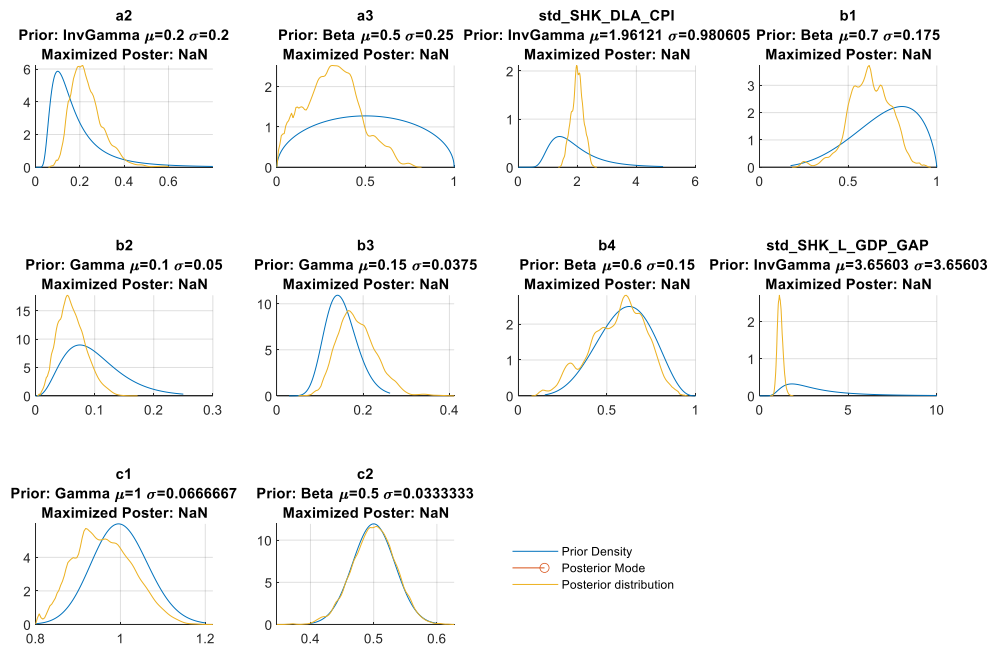 a2
Prior: InvGamma μ=0.2 σ=0.2
Maximized Poster: NaN
6
4
2
0
0
0.2
0.4
0.6
a3
Prior: Beta μ=0.5 σ=0.25
Maximized Poster: NaN
2
1
0
0
0.5
1
std_SHK_DLA_CPI
Prior: InvGamma μ=1.96121 σ=0.980605
Maximized Poster: NaN
2
1
0
0
2
4
6
b1
Prior: Beta μ=0.7 σ=0.175
Maximized Poster: NaN
3
2
1
0
0
0.5
1
b2
Prior: Gamma μ=0.1 σ=0.05
Maximized Poster: NaN
15
10
5
0
0
0.1
0.2
0.3
b3
Prior: Gamma μ=0.15 σ=0.0375
Maximized Poster: NaN
10
5
0
0
0.2
0.4
b4
Prior: Beta μ=0.6 σ=0.15
Maximized Poster: NaN
2
1
0
0
0.5
1
std_SHK_L_GDP_GAP
Prior: InvGamma μ=3.65603 σ=3.65603
Maximized Poster: NaN
2
1
0
0
5
10
c1
Prior: Gamma μ=1 σ=0.0666667
Maximized Poster: NaN
4
2
0
0.8
1
1.2
c2
Prior: Beta μ=0.5 σ=0.0333333
Maximized Poster: NaN
10
5
0
0.4
0.5
0.6
Prior Density
Posterior Mode
Posterior distribution